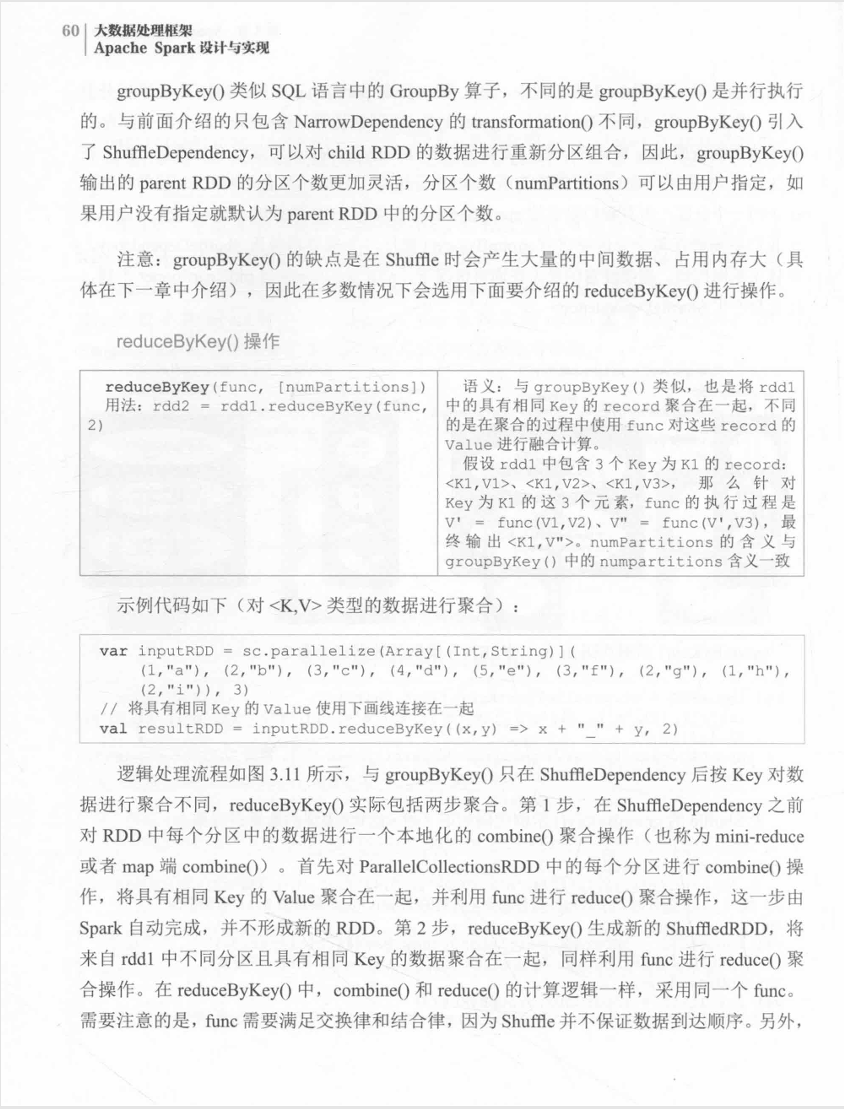 60
大数据处理框架
Apache Spark 设计与实现
groupByKey() 类似 SQL 语言中的 GroupBy 算子，不同的是 groupByKey() 是并行执行
的。与前面介绍的只包含 NarrowDependency 的 transformation() 不同，groupByKey() 引入
了 ShuffleDependency，可以对 child RDD 的数据进行重新分区组合，因此，groupByKey()
输出的 parent RDD 的分区个数更加灵活，分区个数（numPartitions）可以由用户指定，如
果用户没有指定就默认为 parent RDD 中的分区个数。
注意：groupByKey() 的缺点是在 Shuffle 时会产生大量的中间数据、占用内存大（具
体在下一章中介绍），因此在多数情况下会选用下面要介绍的 reduceByKey() 进行操作。
reduceByKey() 操作
reduceByKey(func, [numPartitions])
用法：rdd2 = rdd1.reduceByKey(func,
2)
语义：与 groupByKey() 类似，也是将 rdd1
中的具有相同 Key 的 record 聚合在一起，不同
的是在聚合的过程中使用 func 对这些 record 的
Value 进行融合计算。
假设 rdd1 中包含 3 个 Key 为 K1 的 record：
<K1,V1>、<K1,V2>、<K1,V3>，那么针对
Key 为 K1 的这 3 个元素，func 的执行过程是
V' = func(V1,V2)、V" = func(V',V3)，最
终输出 <K1,V">。numPartitions 的含义与
groupByKey() 中的 numpartitions 含义一致
示例代码如下（对 <K,V> 类型的数据进行聚合）：
var inputRDD = sc.parallelize(Array[(Int,String)](
(1,"a"), (2,"b"), (3,"c"), (4,"d"), (5,"e"), (3,"f"), (2,"g"), (1,"h"),
(2,"i")), 3)
// 将具有相同 Key 的 Value 使用下画线连接在一起
val resultRDD = inputRDD.reduceByKey((x,y) => x + "_" + y, 2)
逻辑处理流程如图 3.11 所示，与 groupByKey() 只在 ShuffleDependency 后按 Key 对数
据进行聚合不同，reduceByKey() 实际包括两步聚合。第 1 步，在 ShuffleDependency 之前
对 RDD 中每个分区中的数据进行一个本地化的 combine() 聚合操作（也称为 mini-reduce
或者 map 端 combine()）。首先对 ParallelCollectionsRDD 中的每个分区进行 combine() 操
作，将具有相同 Key 的 Value 聚合在一起，并利用 func 进行 reduce() 聚合操作，这一步由
Spark 自动完成，并不形成新的 RDD。第 2 步，reduceByKey() 生成新的 ShuffledRDD，将
来自 rdd1 中不同分区且具有相同 Key 的数据聚合在一起，同样利用 func 进行 reduce() 聚
合操作。在 reduceByKey() 中，combine() 和 reduce() 的计算逻辑一样，采用同一个 func。
需要注意的是，func 需要满足交换律和结合律，因为 Shuffle 并不保证数据到达顺序。另外，